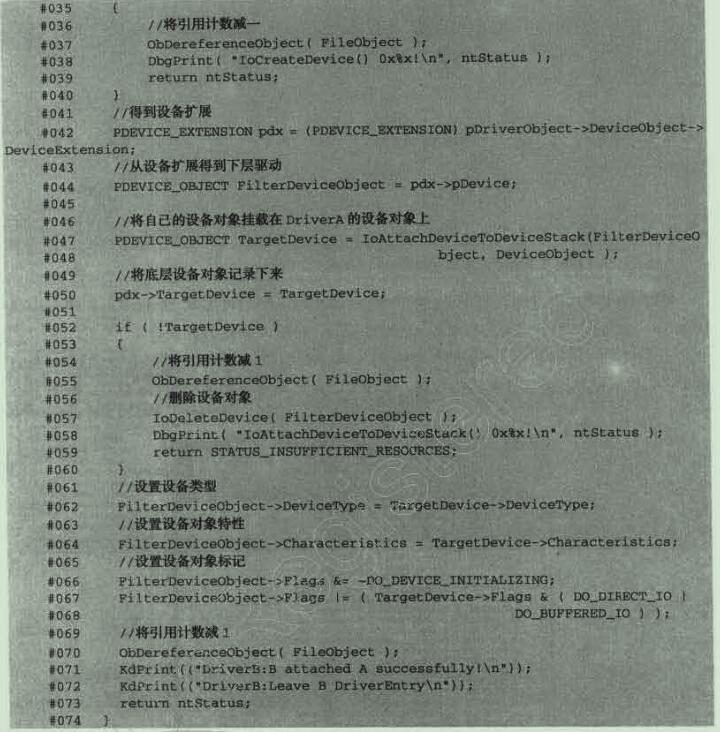 #035 {
#036 //将引用计数减一
#037 ObDereferenceObject( FileObject );
#038 DbgPrint( "IoCreateDevice() 0x%x!\n", ntStatus );
#039 return ntStatus;
#040 }
#041 //得到设备扩展
#042 PDEVICE_EXTENSION pdx = (PDEVICE_EXTENSION) pDriverObject->DeviceObject->
DeviceExtension;
#043 //从设备扩展得到下层驱动
#044 PDEVICE_OBJECT FilterDeviceObject = pdx->pDevice;
#045
#046 //将自己的设备对象挂载在 DriverA 的设备对象上
#047 PDEVICE_OBJECT TargetDevice = IoAttachDeviceToDeviceStack(FilterDeviceO
#048 bject, DeviceObject );
#049 //将底层设备对象记录下来
#050 pdx->TargetDevice = TargetDevice;
#051
#052 if ( !TargetDevice )
#053 {
#054 //将引用计数减 1
#055 ObDereferenceObject( FileObject );
#056 //删除设备对象
#057 IoDeleteDevice( FilterDeviceObject );
#058 DbgPrint( "IoAttachDeviceToDeviceStack() 0x%x!\n", ntStatus );
#059 return STATUS_INSUFFICIENT_RESOURCES;
#060 }
#061 //设置设备类型
#062 FilterDeviceObject->DeviceType = TargetDevice->DeviceType;
#063 //设置设备对象特性
#064 FilterDeviceObject->Characteristics = TargetDevice->Characteristics;
#065 //设置设备对象标记
#066 FilterDeviceObject->Flags &= ~DO_DEVICE_INITIALIZING;
#067 FilterDeviceObject->Flags |= ( TargetDevice->Flags & ( DO_DIRECT_IO |
#068 DO_BUFFERED_IO ) );
#069 //将引用计数减 1
#070 ObDereferenceObject( FileObject );
#071 KdPrint(("DriverB:B attached A successfully!\n"));
#072 KdPrint(("DriverB:Leave B DriverEntry\n"));
#073 return ntStatus;
#074 }